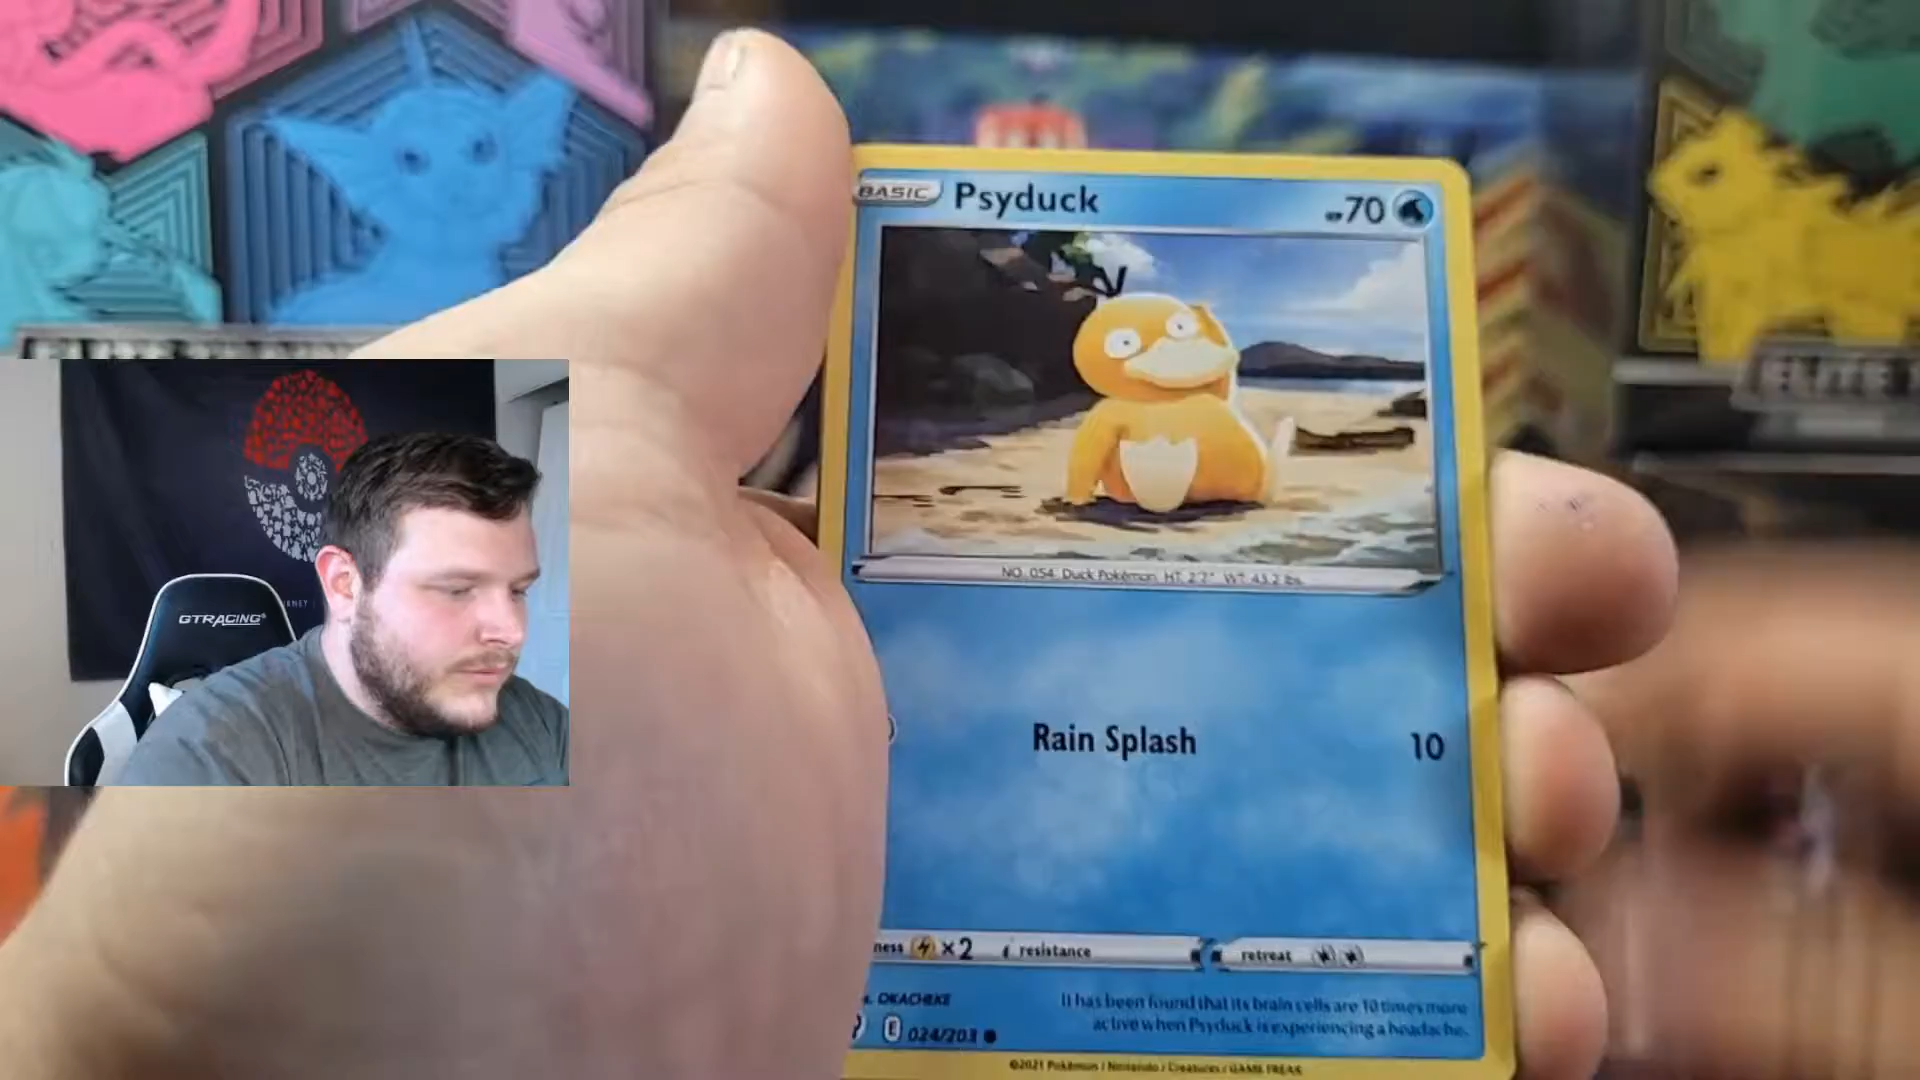 BASIC Psyduck 70
NO. 054 Duck Pokémon HT: 2'7" WT: 43.2 lbs.
GTRACING
Rain Splash 10
ness ×2 resistance retreat
OKACHEKE
It has been found that its brain cells are 10 times more
active when Psyduck is experiencing a headache.
E 024/203
©2021 Pokémon / Nintendo / Creatures / GAME FREAK
ELITE